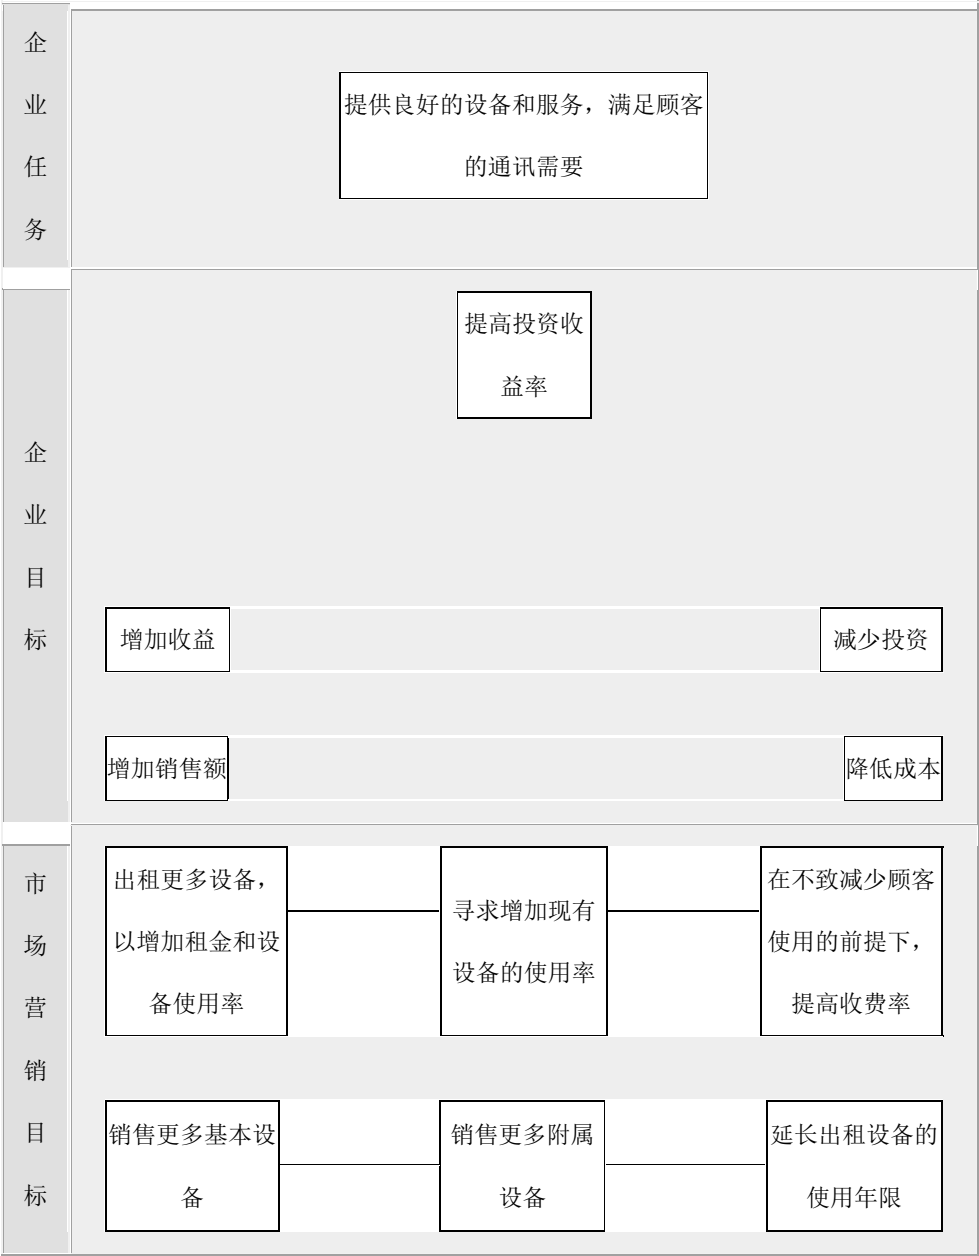 企
业
任
务
提供良好的设备和服务，满足顾客
的通讯需要
企
业
目
标
提高投资收
益率
增加收益
减少投资
增加销售额
降低成本
市
场
营
销
目
标
出租更多设备，
以增加租金和设
备使用率
寻求增加现有
设备的使用率
在不致减少顾客
使用的前提下，
提高收费率
销售更多基本设
备
销售更多附属
设备
延长出租设备的
使用年限